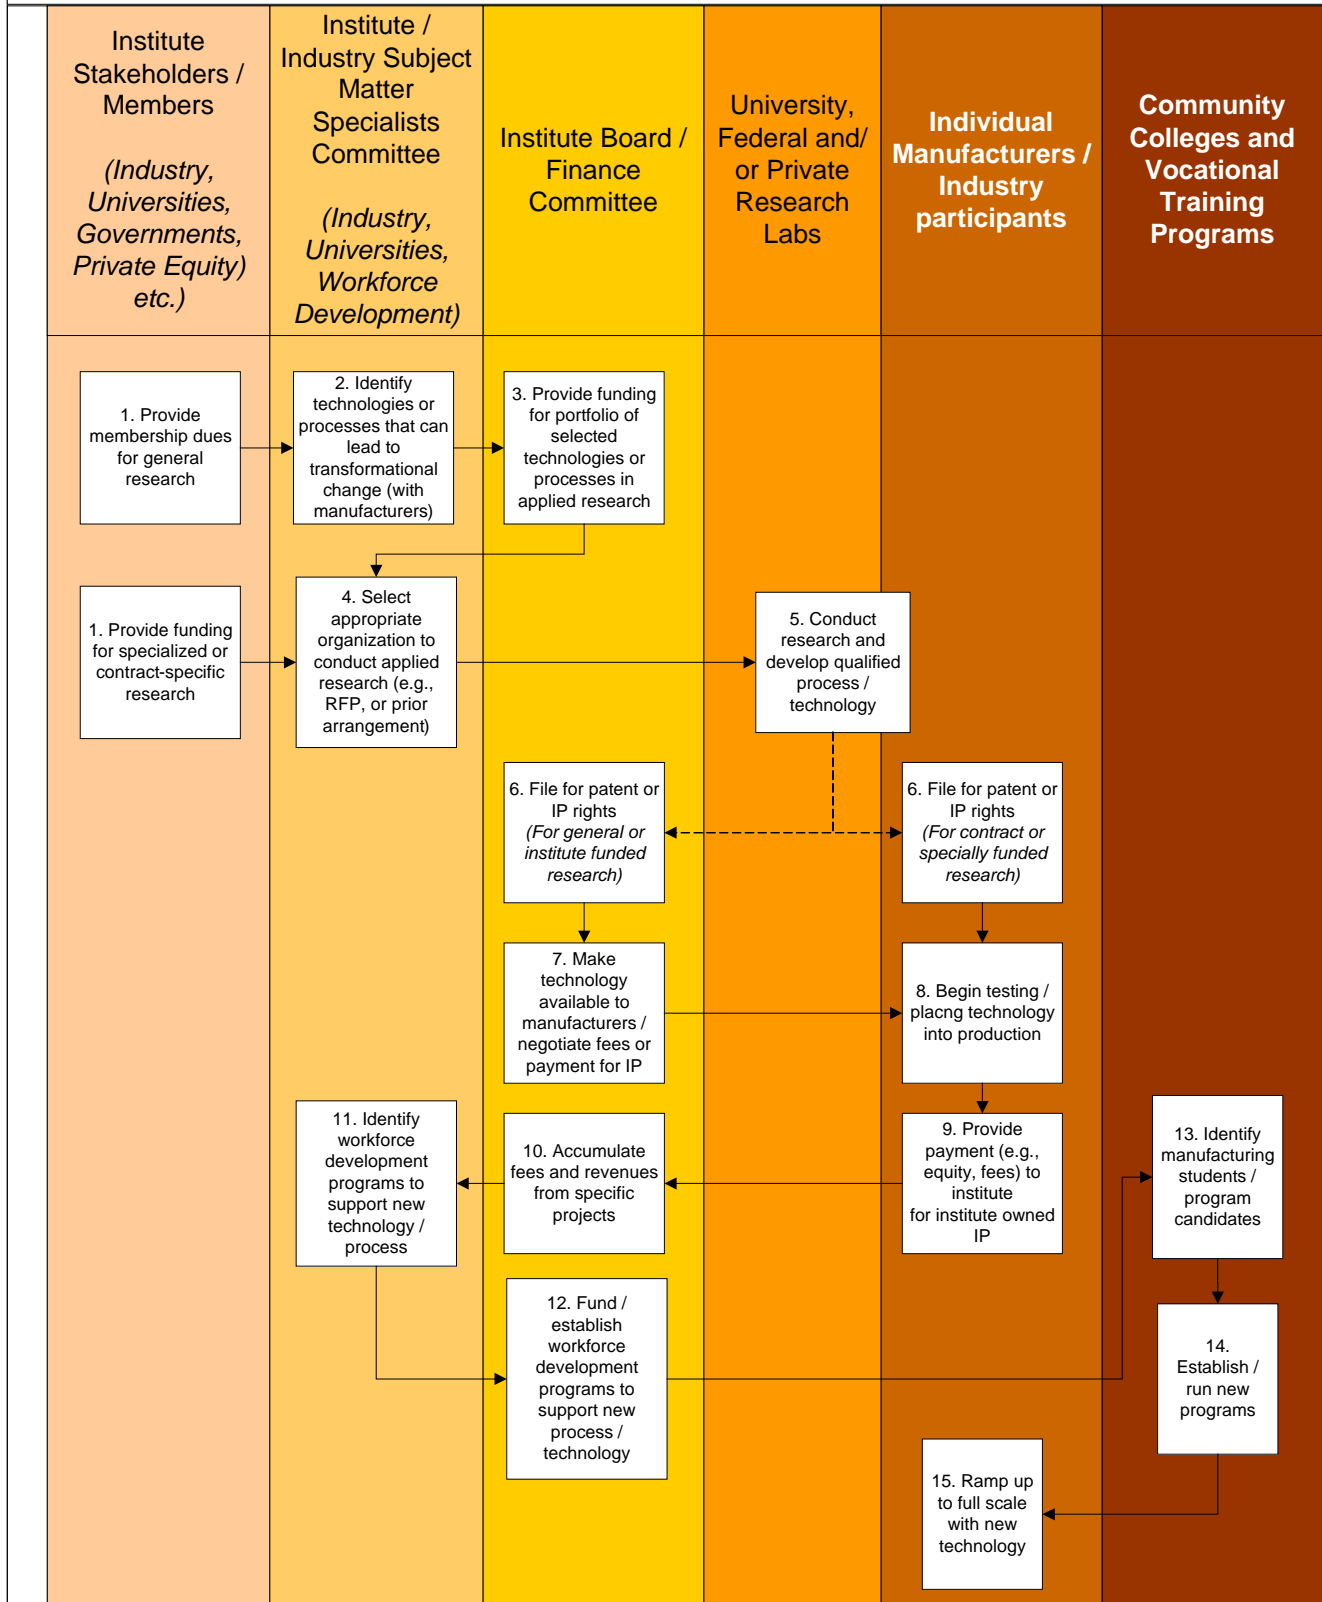 Institute
Stakeholders /
Members
(Industry,
Universities,
Governments,
Private Equity)
etc.)
Institute /
Industry Subject
Matter
Specialists
Committee
(Industry,
Universities,
Workforce
Development)
Institute Board /
Finance
Committee
University,
Federal and/
or Private
Research
Labs
Individual
Manufacturers /
Industry
participants
Community
Colleges and
Vocational
Training
Programs
1. Provide
membership dues
for general
research
2. Identify
technologies or
processes that can
lead to
transformational
change (with
manufacturers)
3. Provide funding
for portfolio of
selected
technologies or
processes in
applied research
1. Provide funding
for specialized or
contract-specific
research
4. Select
appropriate
organization to
conduct applied
research (e.g.,
RFP, or prior
arrangement)
5. Conduct
research and
develop qualified
process /
technology
6. File for patent or
IP rights
(For general or
institute funded
research)
6. File for patent or
IP rights
(For contract or
specially funded
research)
7. Make
technology
available to
manufacturers /
negotiate fees or
payment for IP
8. Begin testing /
placng technology
into production
11. Identify
workforce
development
programs to
support new
technology /
process
10. Accumulate
fees and revenues
from specific
projects
9. Provide
payment (e.g.,
equity, fees) to
institute
for institute owned
IP
13. Identify
manufacturing
students /
program
candidates
12. Fund /
establish
workforce
development
programs to
support new
process /
technology
14.
Establish /
run new
programs
15. Ramp up
to full scale
with new
technology